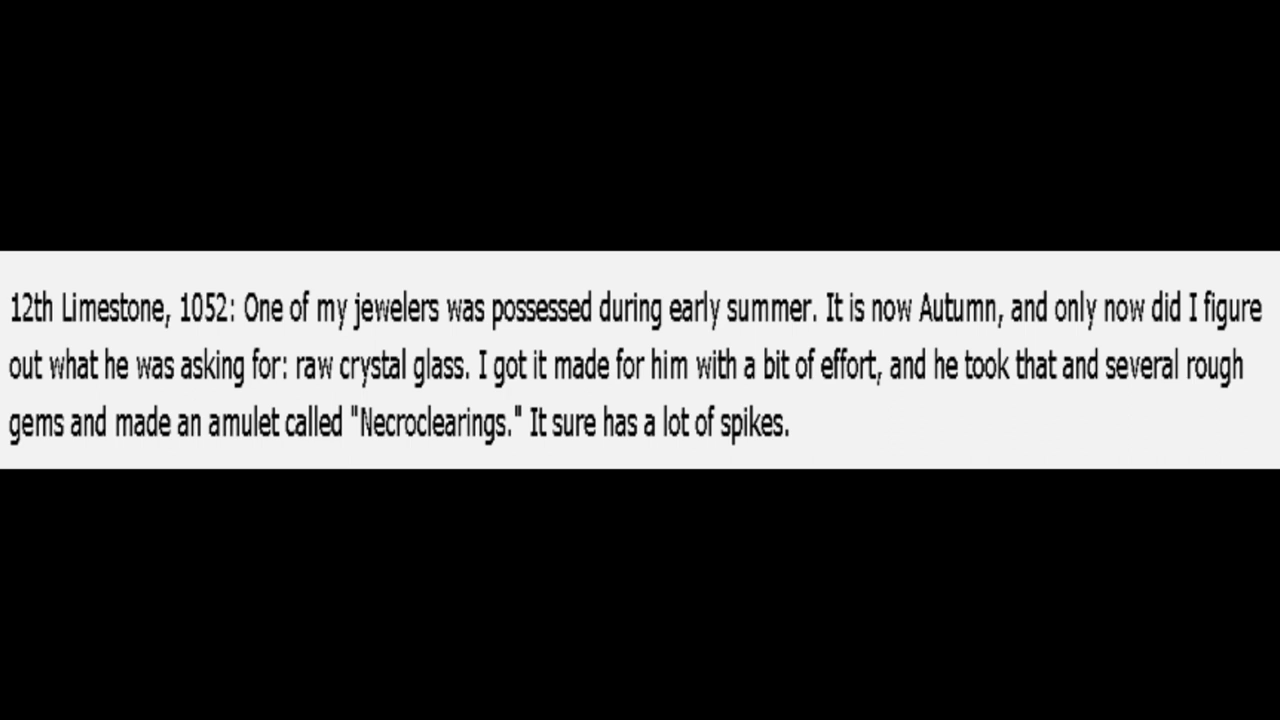 12th Limestone, 1052: One of my jewelers was possessed during early summer. It is now Autumn, and only now did I figure
out what he was asking for: raw crystal glass. I got it made for him with a bit of effort, and he took that and several rough
gems and made an amulet called "Necroclearings." It sure has a lot of spikes.